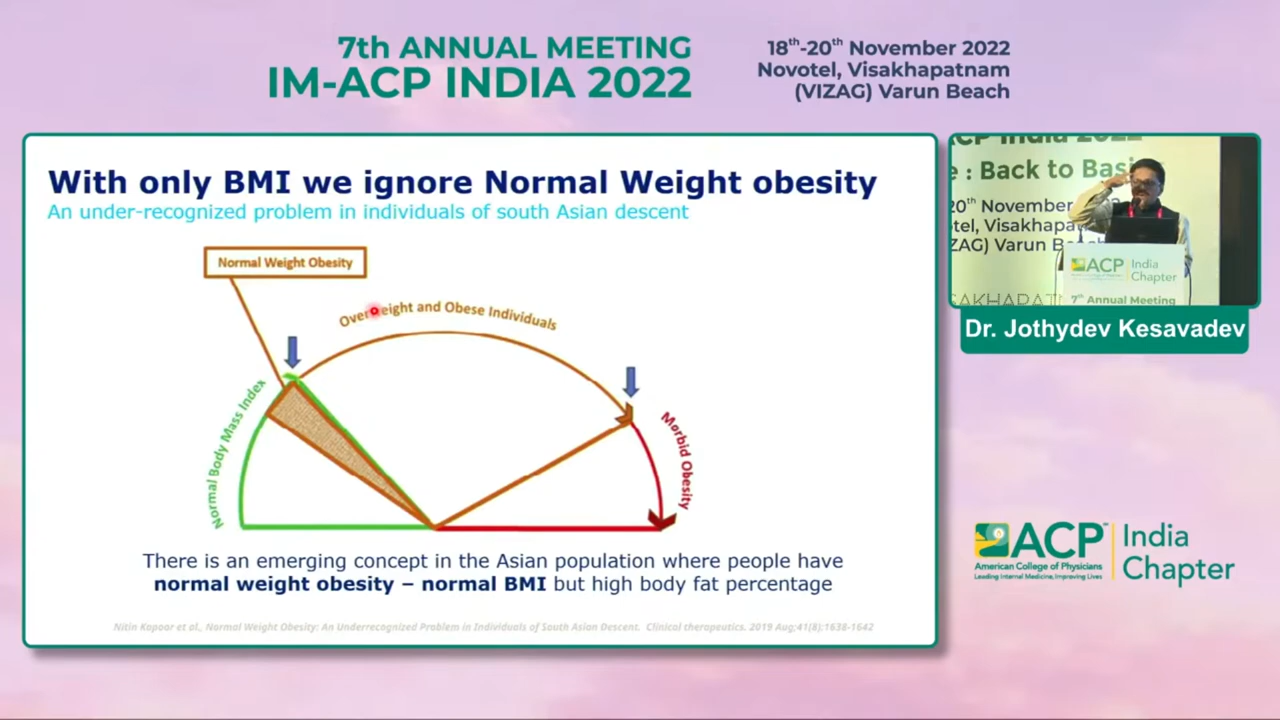 7th ANNUAL MEETING
IM-ACP INDIA 2022
18th-20th November 2022
Novotel, Visakhapatnam
(VIZAG) Varun Beach
With only BMI we ignore Normal Weight obesity
An under-recognized problem in individuals of south Asian descent
Normal Weight Obesity
Overweight and Obese Individuals
Normal Body Mass Index
Morbid Obesity
There is an emerging concept in the Asian population where people have
normal weight obesity – normal BMI but high body fat percentage
Nitin Kapoor et al., Normal Weight Obesity: An Underrecognized Problem in Individuals of South Asian Descent. Clinical therapeutics. 2019 Aug;41(8):1638-1642
ACP India 2022
e : Back to Basi
20th November
tel, Visakhapa
ZAG) Varun B
ACP India
Chapter
7th Annual Meeting
Dr. Jothydev Kesavadev
ACP™
American College of Physicians
Leading Internal Medicine, Improving Lives
India
Chapter